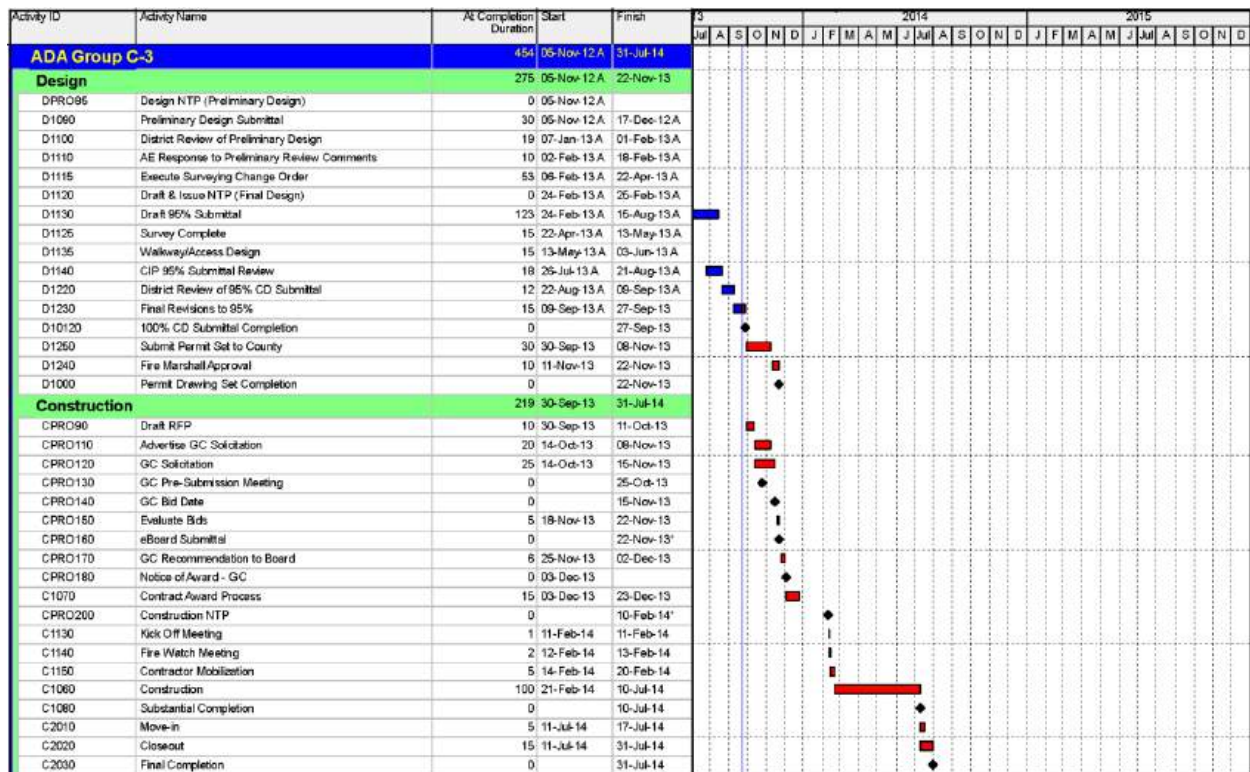 Activity ID Activity Name At Completion Start Finish 13 2014 2015
Duration Jul A S O N D J F M A M J Jul A S O N D J F M A M J Jul A S O N D
ADA Group C-3 454 05-Nov-12 A 31-Jul-14
Design 275 05-Nov-12 A 22-Nov-13
DPRO95 Design NTP (Preliminary Design) 0 05-Nov-12 A
D1090 Preliminary Design Submittal 30 05-Nov-12 A 17-Dec-12 A
D1100 District Review of Preliminary Design 19 07-Jan-13 A 01-Feb-13 A
D1110 AE Response to Preliminary Review Comments 10 02-Feb-13 A 18-Feb-13 A
D1115 Execute Surveying Change Order 53 06-Feb-13 A 22-Apr-13 A
D1120 Draft & Issue NTP (Final Design) 0 24-Feb-13 A 25-Feb-13 A
D1130 Draft 95% Submittal 123 24-Feb-13 A 15-Aug-13 A
D1125 Survey Complete 15 22-Apr-13 A 13-May-13 A
D1135 Walkway/Access Design 15 13-May-13 A 03-Jun-13 A
D1140 CIP 95% Submittal Review 18 26-Jul-13 A 21-Aug-13 A
D1220 District Review of 95% CD Submittal 12 22-Aug-13 A 09-Sep-13 A
D1230 Final Revisions to 95% 15 09-Sep-13 A 27-Sep-13
D10120 100% CD Submittal Completion 0 27-Sep-13
D1250 Submit Permit Set to County 30 30-Sep-13 08-Nov-13
D1240 Fire Marshall Approval 10 11-Nov-13 22-Nov-13
D1000 Permit Drawing Set Completion 0 22-Nov-13
Construction 219 30-Sep-13 31-Jul-14
CPRO90 Draft RFP 10 30-Sep-13 11-Oct-13
CPRO110 Advertise GC Solicitation 20 14-Oct-13 08-Nov-13
CPRO120 GC Solicitation 25 14-Oct-13 15-Nov-13
CPRO130 GC Pre-Submission Meeting 0 25-Oct-13
CPRO140 GC Bid Date 0 15-Nov-13
CPRO150 Evaluate Bids 5 18-Nov-13 22-Nov-13
CPRO160 eBoard Submittal 0 22-Nov-13*
CPRO170 GC Recommendation to Board 6 25-Nov-13 02-Dec-13
CPRO180 Notice of Award - GC 0 03-Dec-13
C1070 Contract Award Process 15 03-Dec-13 23-Dec-13
CPRO200 Construction NTP 0 10-Feb-14*
C1130 Kick Off Meeting 1 11-Feb-14 11-Feb-14
C1140 Fire Watch Meeting 2 12-Feb-14 13-Feb-14
C1150 Contractor Mobilization 5 14-Feb-14 20-Feb-14
C1060 Construction 100 21-Feb-14 10-Jul-14
C1080 Substantial Completion 0 10-Jul-14
C2010 Move-in 5 11-Jul-14 17-Jul-14
C2020 Closeout 15 11-Jul-14 31-Jul-14
C2030 Final Completion 0 31-Jul-14